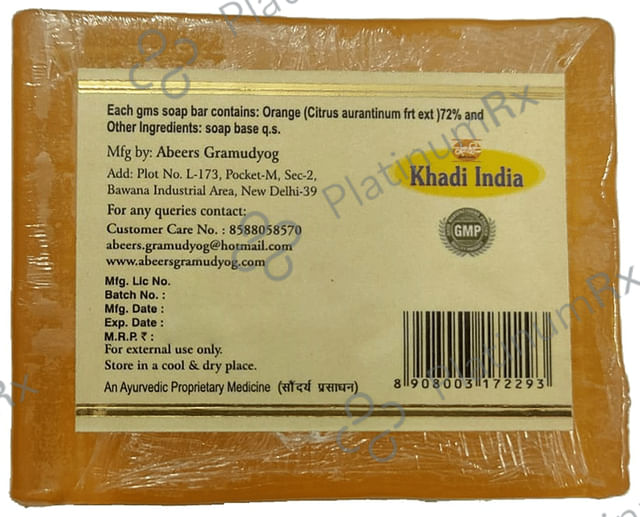 Each gms soap bar contains: Orange (Citrus aurantinum frt ext )72% and
Other Ingredients: soap base q.s.
Mfg by: Abeers Gramudyog
Add: Plot No. L-173, Pocket-M, Sec-2,
Bawana Industrial Area, New Delhi-39
For any queries contact:
Customer Care No. : 8588058570
abeers.gramudyog@hotmail.com
www.abeersgramudyog.com
Mfg. Lic No.
Batch No. :
Mfg. Date :
Exp. Date :
M.R.P. ₹ :
For external use only.
Store in a cool & dry place.
An Ayurvedic Proprietary Medicine (सौंदर्य प्रसाधन)
Khadi India
GMP
8 908003 172293
PlatinumRx
PlatinumRx